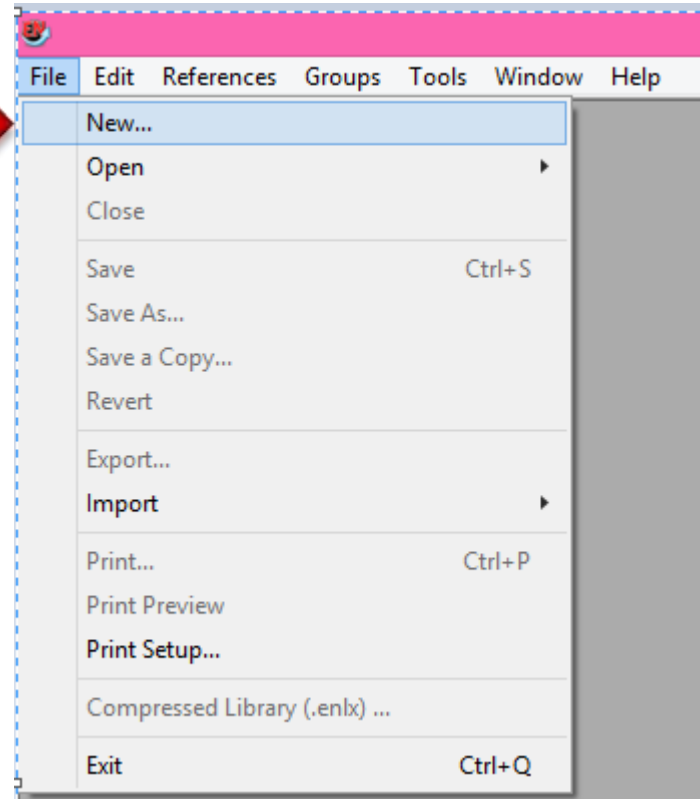 File Edit References Groups Tools Window Help
New...
Open
Close
Save Ctrl+S
Save As...
Save a Copy...
Revert
Export...
Import
Print... Ctrl+P
Print Preview
Print Setup...
Compressed Library (.enlx) ...
Exit Ctrl+Q